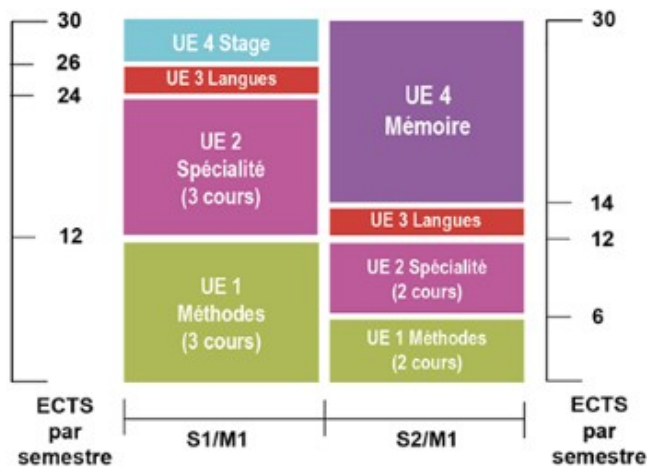 30
26
24
12
ECTS
par
semestre
UE 4 Stage
UE 3 Langues
UE 2
Spécialité
(3 cours)
UE 1
Méthodes
(3 cours)
S1/M1
UE 4
Mémoire
UE 3 Langues
UE 2 Spécialité
(2 cours)
UE 1 Méthodes
(2 cours)
S2/M1
30
14
12
6
ECTS
par
semestre